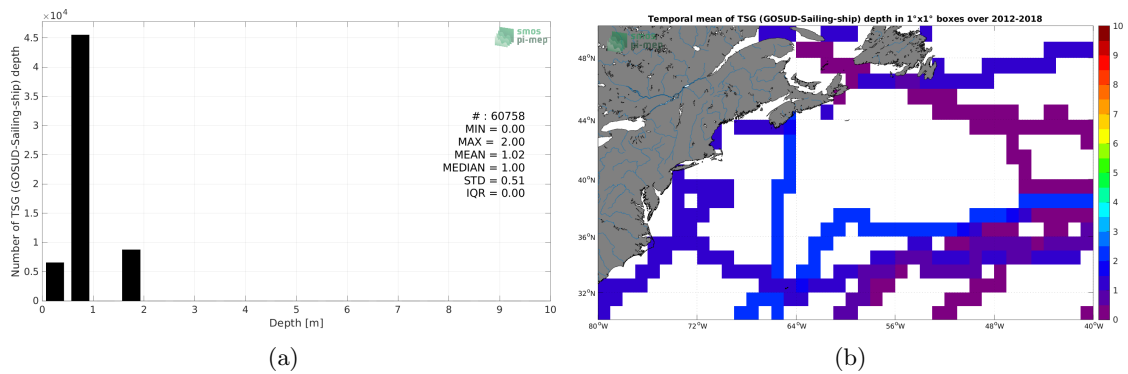 ×10⁴
4.5
4
3.5
3
2.5
2
1.5
1
0.5
0
Number of TSG (GOSUD-Sailing-ship) depth
smos
pi-mep
# : 60758
MIN = 0.00
MAX = 2.00
MEAN = 1.02
MEDIAN = 1.00
STD = 0.51
IQR = 0.00
0 1 2 3 4 5 6 7 8 9 10
Depth [m]
(a)
Temporal mean of TSG (GOSUD-Sailing-ship) depth in 1°x1° boxes over 2012-2018
smos
pi-mep
48°N
44°N
40°N
36°N
32°N
80°W 72°W 64°W 56°W 48°W 40°W
10
9
8
7
6
5
4
3
2
1
0
(b)